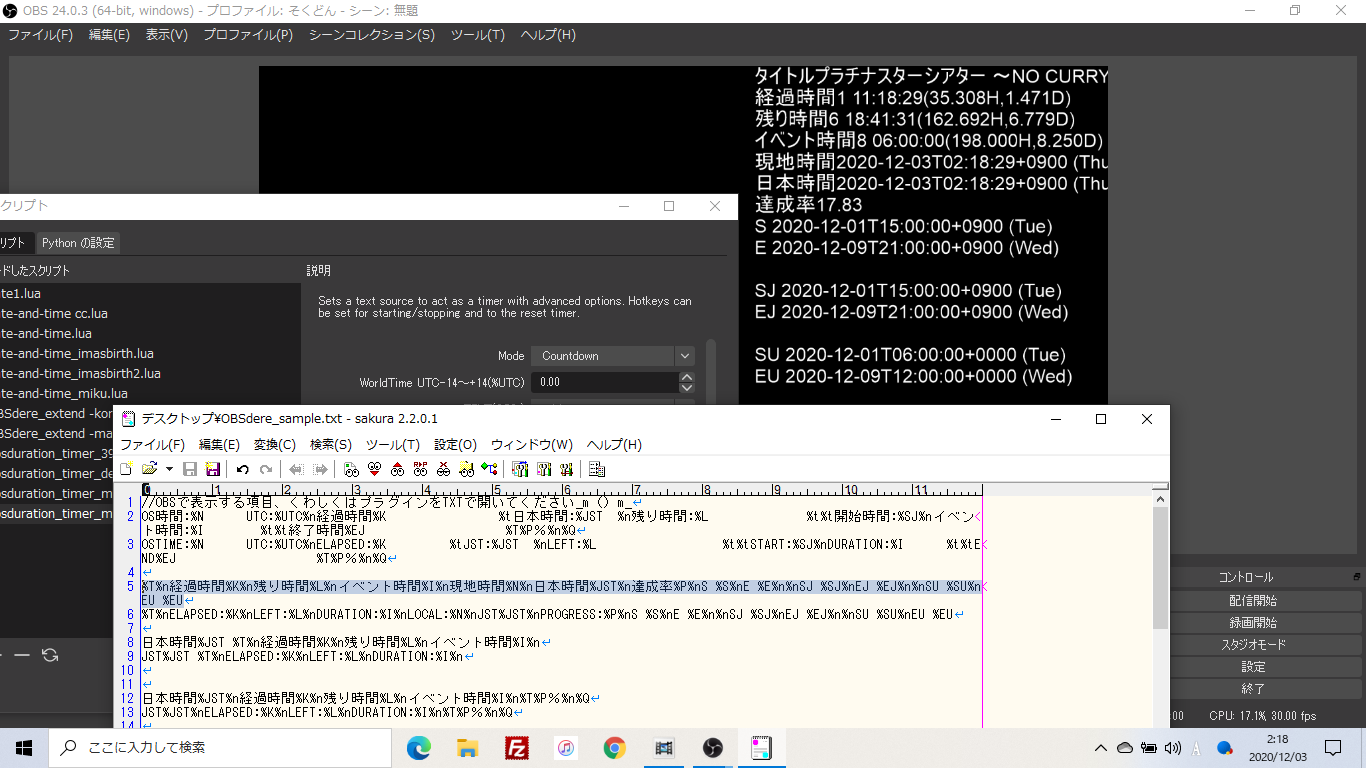 OBS 24.0.3 (64-bit, windows) - プロファイル: そくどん - シーン: 無題
ファイル(F) 編集(E) 表示(V) プロファイル(P) シーンコレクション(S) ツール(T) ヘルプ(H)
タイトルプラチナスターシアター ～NO CURRY
経過時間1 11:18:29(35.308H,1.471D)
残り時間6 18:41:31(162.692H,6.779D)
イベント時間8 06:00:00(198.000H,8.250D)
現地時間2020-12-03T02:18:29+0900 (Thu
日本時間2020-12-03T02:18:29+0900 (Thu
達成率17.83
S 2020-12-01T15:00:00+0900 (Tue)
E 2020-12-09T21:00:00+0900 (Wed)
SJ 2020-12-01T15:00:00+0900 (Tue)
EJ 2020-12-09T21:00:00+0900 (Wed)
SU 2020-12-01T06:00:00+0000 (Tue)
EU 2020-12-09T12:00:00+0000 (Wed)
クリプト
リプト Python の設定
ードしたスクリプト
ate1.lua
ate-and-time cc.lua
ate-and-time.lua
ate-and-time_imasbirth.lua
ate-and-time_imasbirth2.lua
ate-and-time_miku.lua
BSdere_extend -kor
BSdere_extend -ma
bsduration_timer_39
bsduration_timer_de
bsduration_timer_m
bsduration_timer_m
説明
Sets a text source to act as a timer with advanced options. Hotkeys can
be set for starting/stopping and to the reset timer.
Mode Countdown
WorldTime UTC-14～+14(%UTC) 0.00
デスクトップ¥OBSdere_sample.txt - sakura 2.2.0.1
ファイル(F) 編集(E) 変換(C) 検索(S) ツール(T) 設定(O) ウィンドウ(W) ヘルプ(H)
0 1 2 3 4 5 6 7 8 9 10 11
1 //OBSで表示する項目、くわしくはプラグインをTXTで開いてください_m () m_
2 OS時間:%N UTC:%UTC%n経過時間%K %t日本時間:%JST %n残り時間:%L %t%t開始時間:%SJ%nイベン
ト時間:%I %t%t終了時間%EJ %T%P%%n%Q
3 OSTIME:%N UTC:%UTC%nELAPSED:%K %tJST:%JST %nLEFT:%L %t%tSTART:%SJ%nDURATION:%I %t%tE
ND%EJ %T%P%%n%Q
4
5 %T%n経過時間%K%n残り時間%L%nイベント時間%I%n現地時間%N%n日本時間%JST%n達成率%P%nS %S%nE %E%n%nSJ %SJ%nEJ %EJ%n%nSU %SU%n
EU %EU
6 %T%nELAPSED:%K%nLEFT:%L%nDURATION:%I%nLOCAL:%N%nJST%JST%nPROGRESS:%P%nS %S%nE %E%n%nSJ %SJ%nEJ %EJ%n%nSU %SU%nEU %EU
7
8 日本時間%JST %T%n経過時間%K%n残り時間%L%nイベント時間%I%n
9 JST%JST %T%nELAPSED:%K%nLEFT:%L%nDURATION:%I%n
10
11
12 日本時間%JST%n経過時間%K%n残り時間%L%nイベント時間%I%n%T%P%%n%Q
13 JST%JST%nELAPSED:%K%nLEFT:%L%nDURATION:%I%n%T%P%%n%Q
14
コントロール
配信開始
録画開始
スタジオモード
設定
終了
:00 CPU: 17.1%, 30.00 fps
ここに入力して検索
A
2:18
2020/12/03